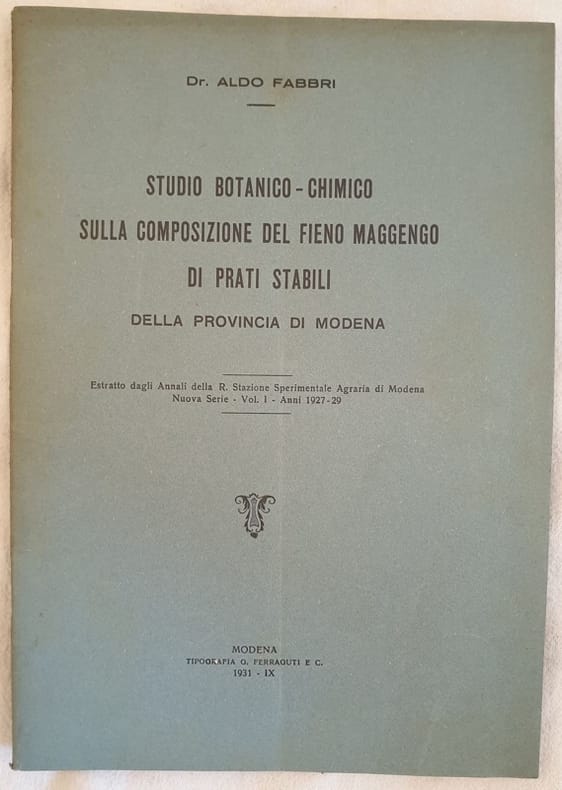 Dr. ALDO FABBRI
STUDIO BOTANICO - CHIMICO
SULLA COMPOSIZIONE DEL FIENO MAGGENGO
DI PRATI STABILI
DELLA PROVINCIA DI MODENA
Estratto dagli Annali della R. Stazione Sperimentale Agraria di Modena
Nuova Serie - Vol. I - Anni 1927-29
MODENA
TIPOGRAFIA G. FERRAGUTI E C.
1931 - IX